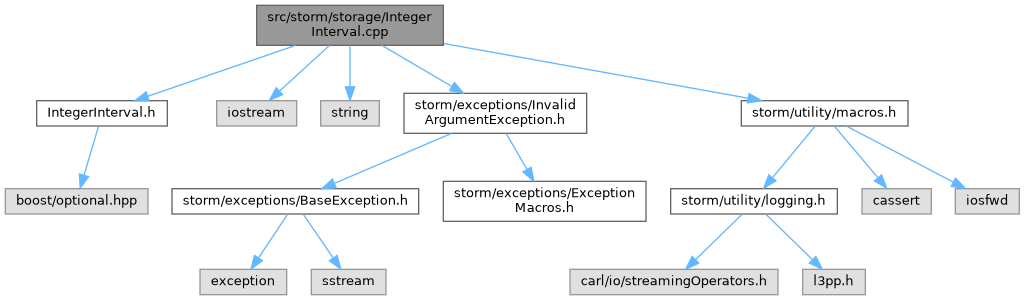 src/storm/storage/Integer
Interval.cpp
IntegerInterval.h
iostream
string
storm/exceptions/Invalid
ArgumentException.h
storm/utility/macros.h
boost/optional.hpp
storm/exceptions/BaseException.h
storm/exceptions/Exception
Macros.h
storm/utility/logging.h
cassert
iosfwd
exception
sstream
carl/io/streamingOperators.h
l3pp.h